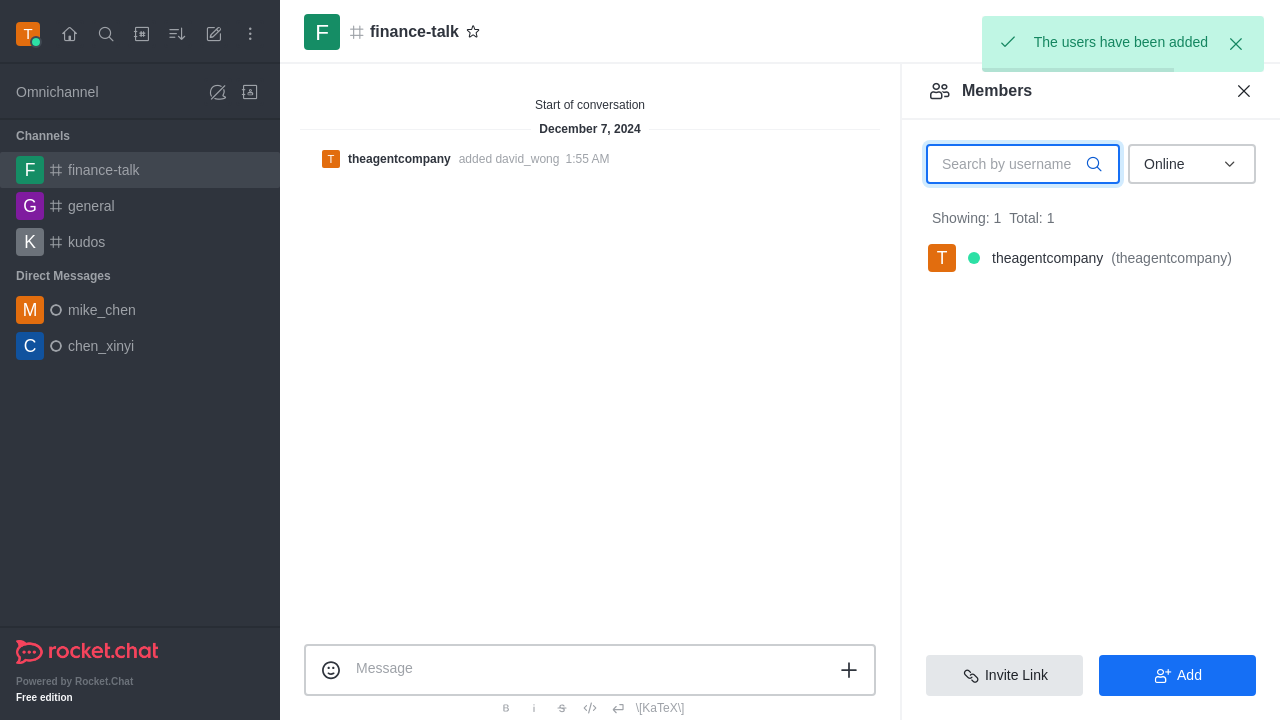 T
Omnichannel
Channels
F finance-talk
G general
K kudos
Direct Messages
M mike_chen
C chen_xinyi
rocket.chat
Powered by Rocket.Chat
Free edition
F finance-talk
Start of conversation
December 7, 2024
T theagentcompany added david_wong 1:55 AM
Message
B i S \[KaTeX\]
The users have been added
Members
Search by username
Online
Showing: 1 Total: 1
T theagentcompany (theagentcompany)
Invite Link
Add